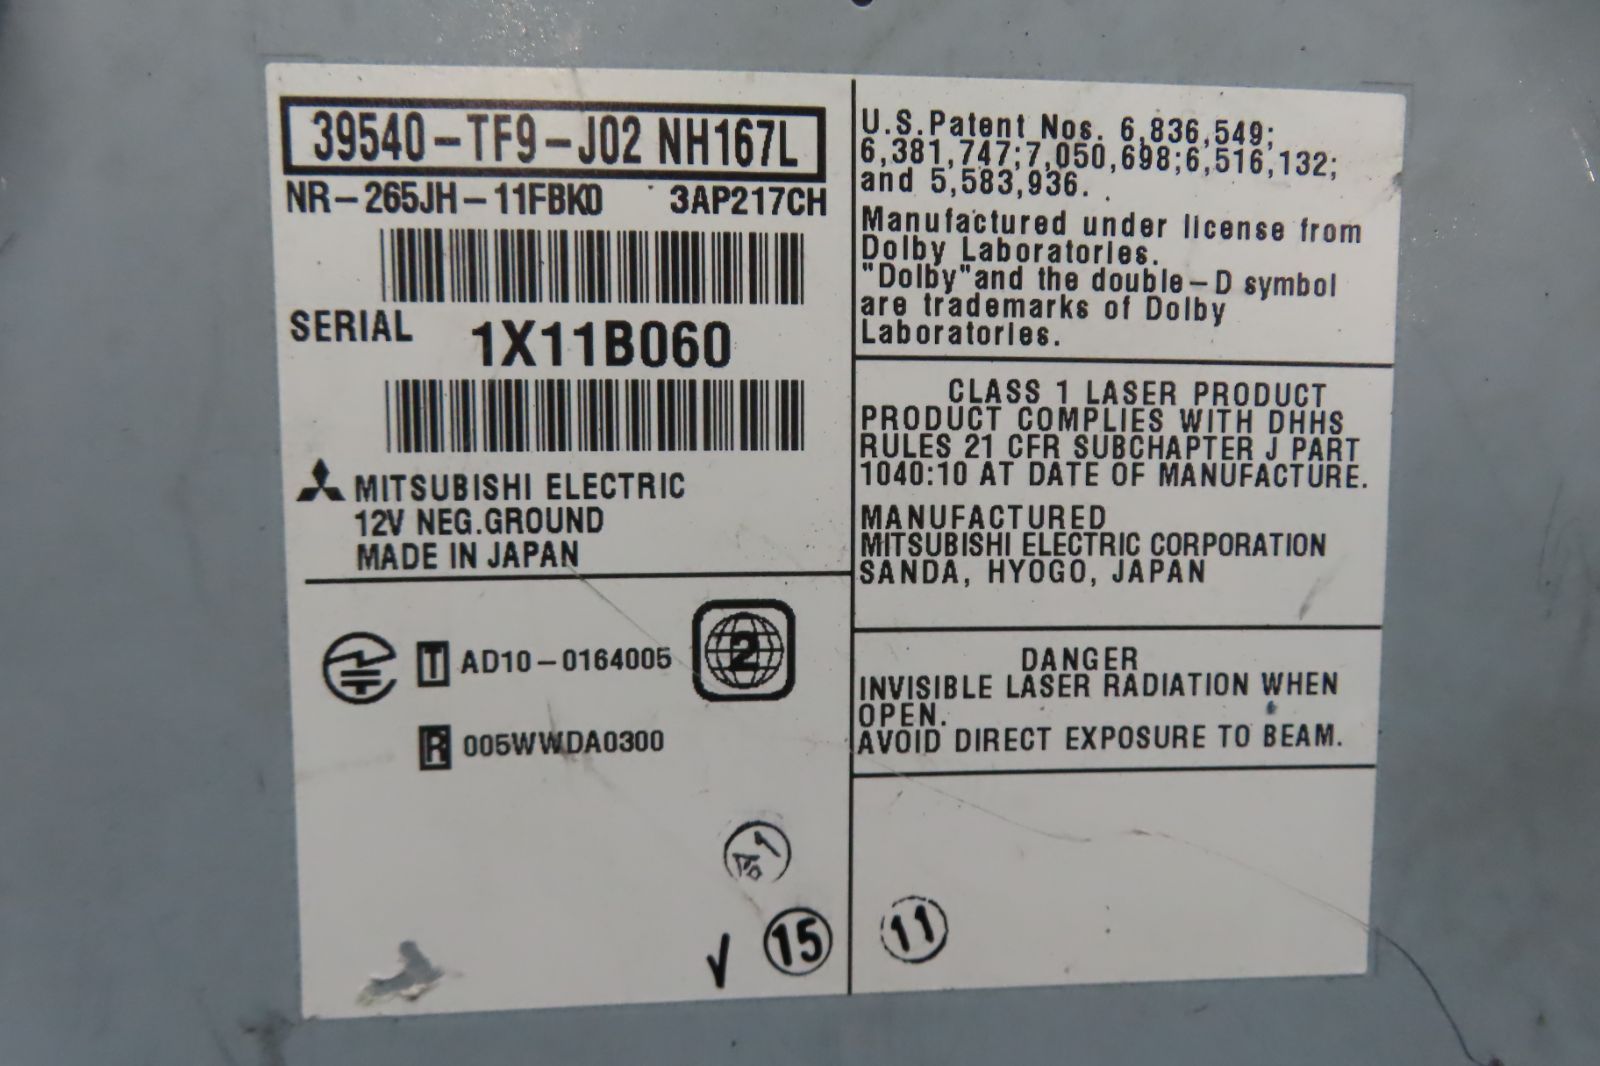 39540-TF9-J02 NH167L
NR-265JH-11FBK0 3AP217CH
SERIAL 1X11B060
MITSUBISHI ELECTRIC
12V NEG.GROUND
MADE IN JAPAN
T AD10-0164005
2
R 005WWDA0300
15
U.S.Patent Nos. 6,836,549;
6,381,747;7,050,698;6,516,132;
and 5,583,936.
Manufactured under license from
Dolby Laboratories.
"Dolby"and the double-D symbol
are trademarks of Dolby
Laboratories.
CLASS 1 LASER PRODUCT
PRODUCT COMPLIES WITH DHHS
RULES 21 CFR SUBCHAPTER J PART
1040:10 AT DATE OF MANUFACTURE.
MANUFACTURED
MITSUBISHI ELECTRIC CORPORATION
SANDA, HYOGO, JAPAN
DANGER
INVISIBLE LASER RADIATION WHEN
OPEN.
AVOID DIRECT EXPOSURE TO BEAM.
11